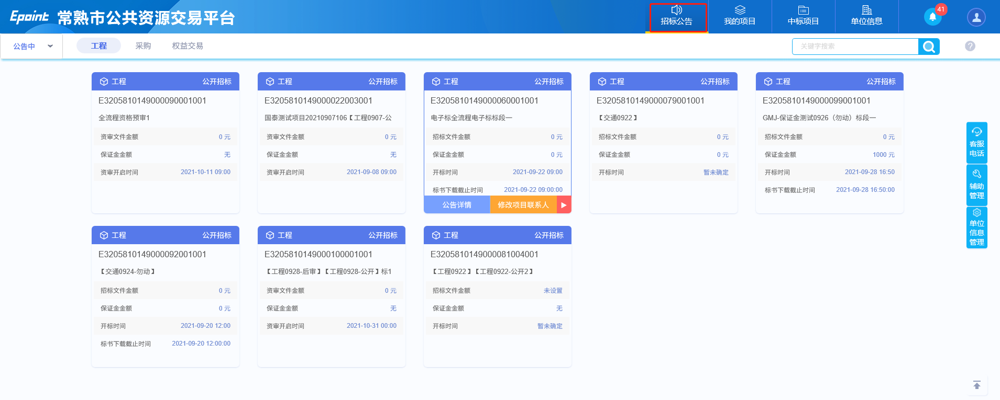 Epoint 常熟市公共资源交易平台
招标公告 我的项目 中标项目 单位信息 41
公告中 工程 采购 权益交易 关键字搜索 ?
工程 公开招标
E3205810149000090001001
全流程资格预审1
资审文件金额 0 元
保证金金额 无
资审开启时间 2021-10-11 09:00
工程 公开招标
E3205810149000022003001
国泰测试项目20210907106【工程0907-公
资审文件金额 0 元
保证金金额 无
资审开启时间 2021-09-08 09:00
工程 公开招标
E3205810149000060001001
电子标全流程电子标标段一
招标文件金额 0 元
保证金金额 0 元
开标时间 2021-09-22 09:00
标书下载截止时间 2021-09-22 09:00:00
公告详情 修改项目联系人
工程 公开招标
E3205810149000079001001
【交通0922】
招标文件金额 0 元
保证金金额 0 元
开标时间 暂未确定
工程 公开招标
E3205810149000099001001
GMJ-保证金测试0926（勿动）标段一
招标文件金额 0 元
保证金金额 1000 元
开标时间 2021-09-28 16:50
标书下载截止时间 2021-09-28 16:50:00
工程 公开招标
E3205810149000092001001
【交通0924-勿动】
招标文件金额 0 元
保证金金额 0 元
开标时间 2021-09-20 12:00
标书下载截止时间 2021-09-20 12:00:00
工程 公开招标
E3205810149000100001001
【工程0928-后审】【工程0928-公开】标1
资审文件金额 0 元
保证金金额 无
资审开启时间 2021-10-31 00:00
工程 公开招标
E3205810149000081004001
【工程0922】【工程0922-公开2】
招标文件金额 未设置
保证金金额 无
开标时间 暂未确定
客服
电话
辅助
管理
单位
信息
管理